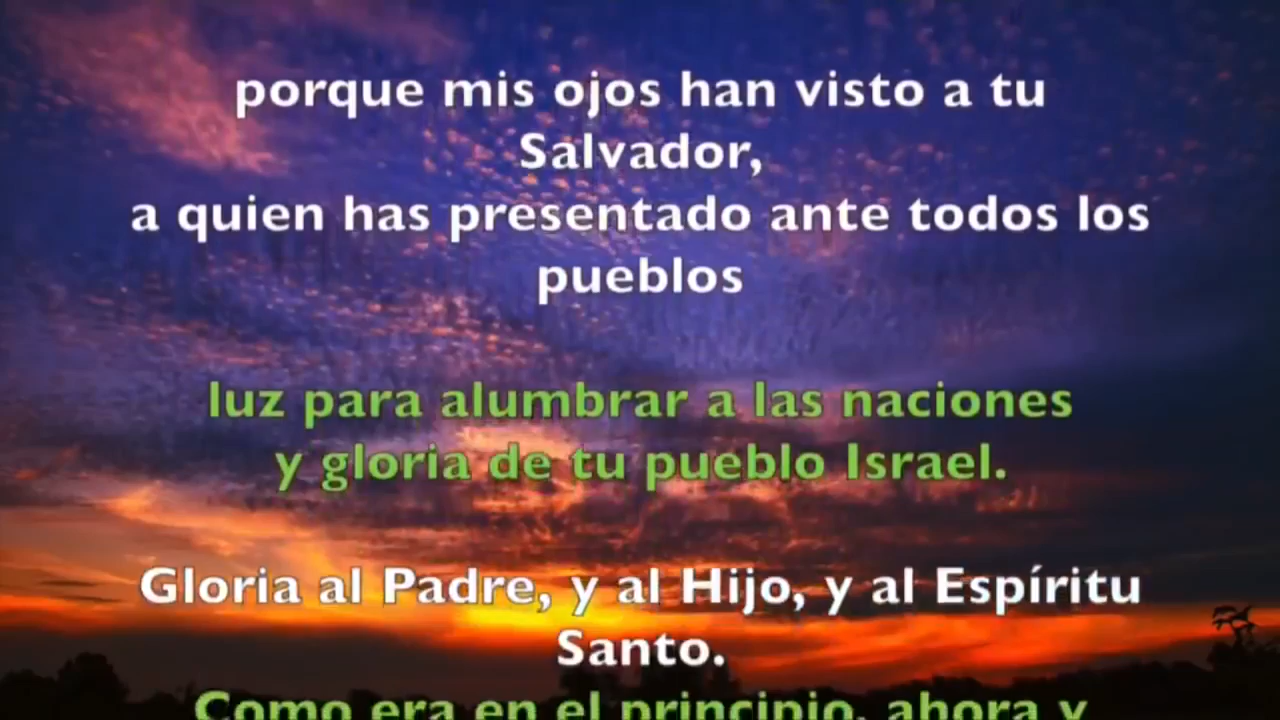 porque mis ojos han visto a tu
Salvador,
a quien has presentado ante todos los
pueblos
luz para alumbrar a las naciones
y gloria de tu pueblo Israel.
Gloria al Padre, y al Hijo, y al Espíritu
Santo.
Como era en el principio, ahora y